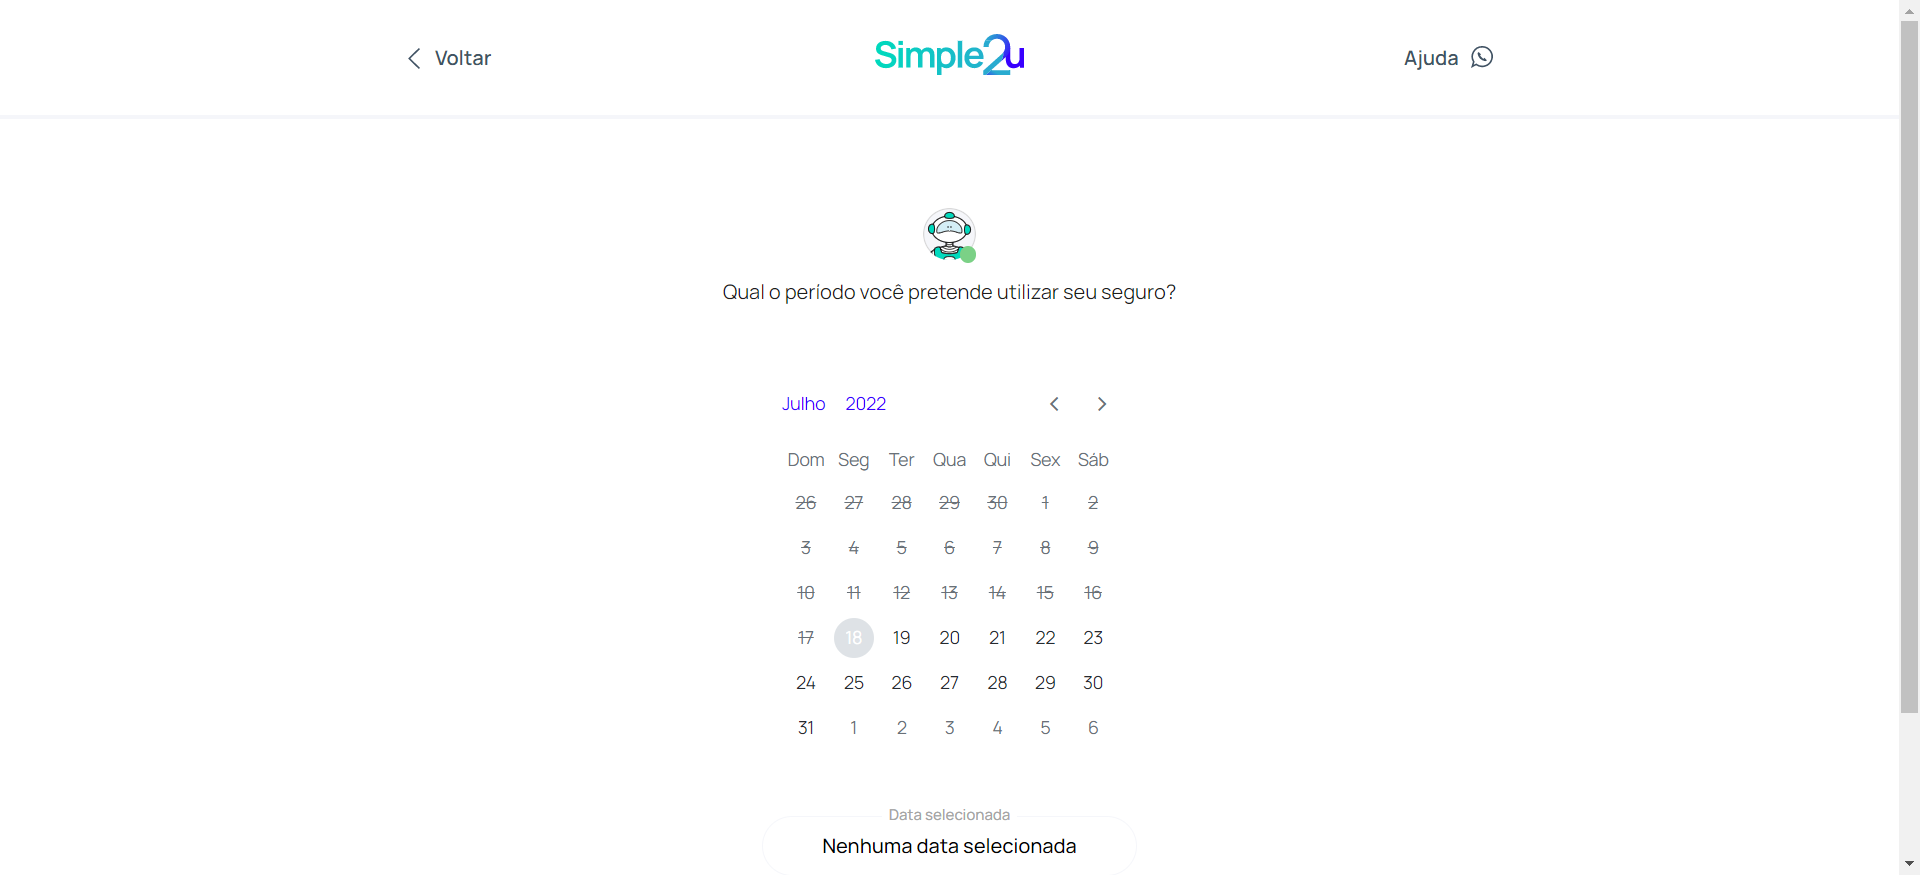 Voltar
Simple2u
Ajuda
Qual o período você pretende utilizar seu seguro?
Julho 2022
Dom Seg Ter Qua Qui Sex Sáb
26 27 28 29 30 1 2
3 4 5 6 7 8 9
10 11 12 13 14 15 16
17 18 19 20 21 22 23
24 25 26 27 28 29 30
31 1 2 3 4 5 6
Data selecionada
Nenhuma data selecionada